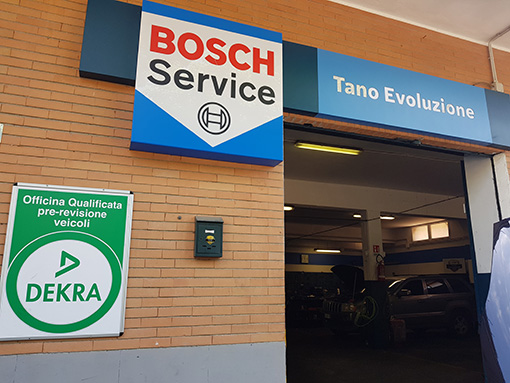 BOSCH
Service
Tano Evoluzione
Officina Qualificata
pre-revisione
veicoli
DEKRA